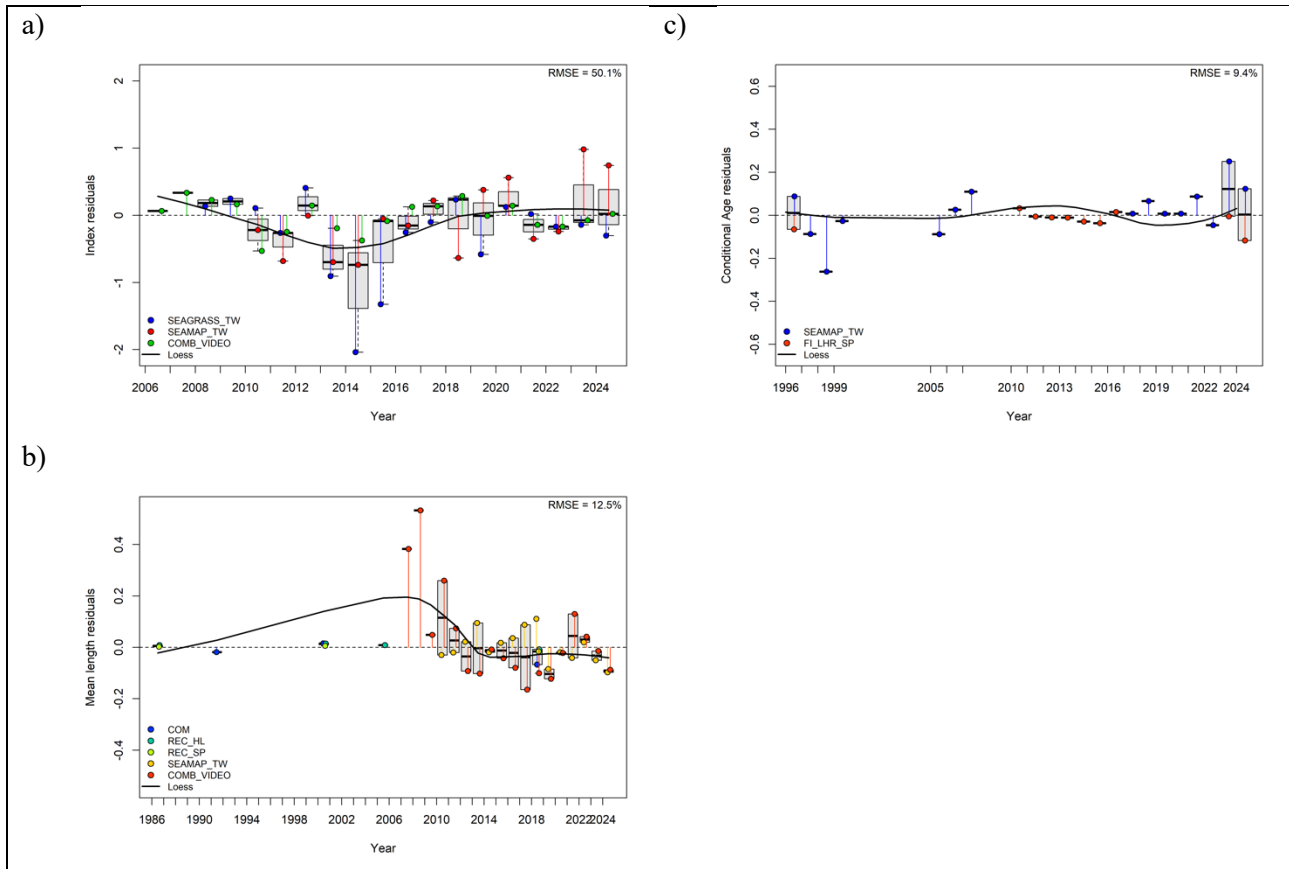 a)
RMSE = 50.1%
2
1
0
-1
-2
Index residuals
SEAGRASS_TW
SEAMAP_TW
COMB_VIDEO
Loess
2006 2008 2010 2012 2014 2016 2018 2020 2022 2024
Year
c)
RMSE = 9.4%
0.6
0.4
0.2
0.0
-0.2
-0.4
-0.6
Conditional Age residuals
SEAMAP_TW
FI_LHR_SP
Loess
1996 1999 2005 2010 2013 2016 2019 2022 2024
Year
b)
RMSE = 12.5%
0.4
0.2
0.0
-0.2
-0.4
Mean length residuals
COM
REC_HL
REC_SP
SEAMAP_TW
COMB_VIDEO
Loess
1986 1990 1994 1998 2002 2006 2010 2014 2018 2022 2024
Year